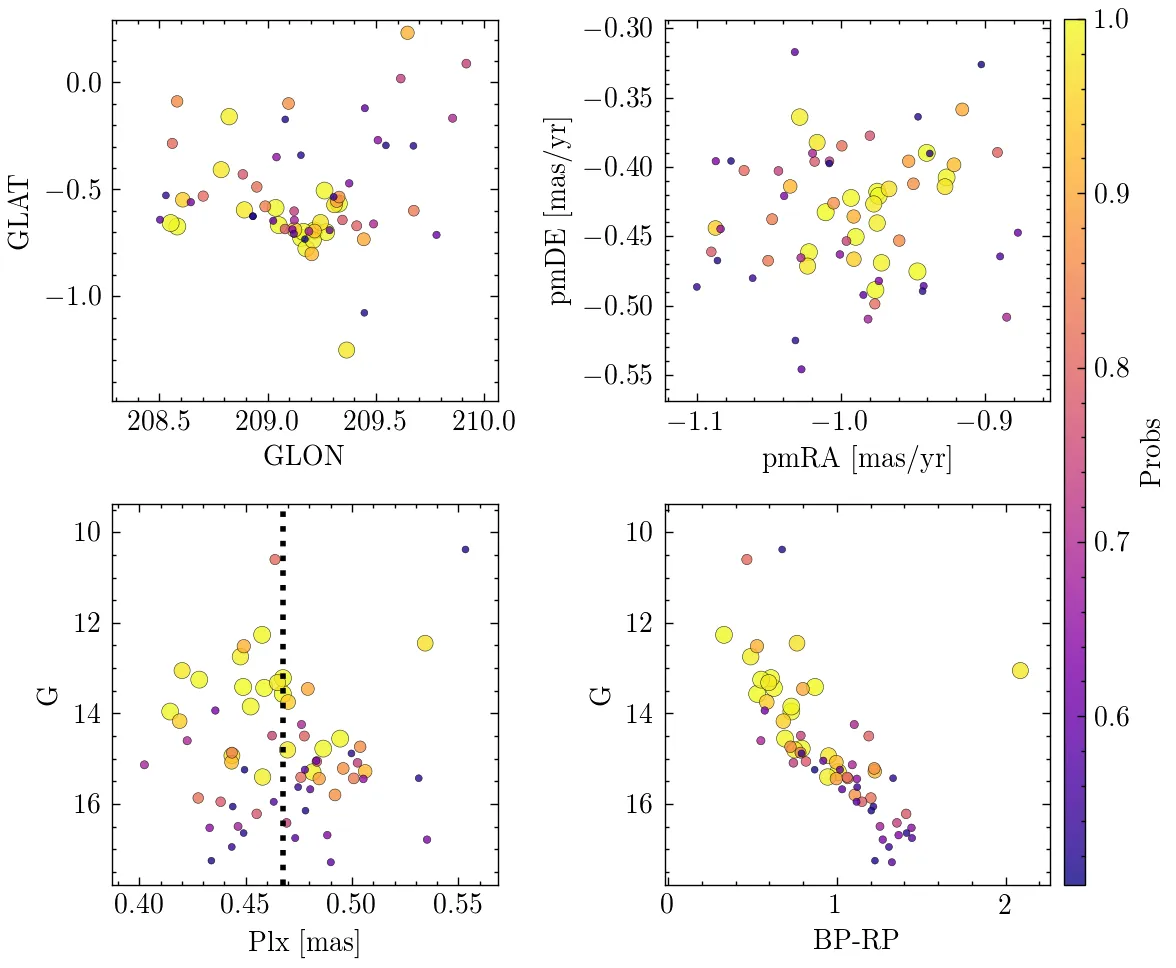 0.0
−0.5
−1.0
GLAT
208.5 209.0 209.5 210.0
GLON
−0.30
−0.35
−0.40
−0.45
−0.50
−0.55
pmDE [mas/yr]
−1.1 −1.0 −0.9
pmRA [mas/yr]
1.0
0.9
0.8
0.7
0.6
Probs
10
12
14
16
G
0.40 0.45 0.50 0.55
Plx [mas]
10
12
14
16
G
0 1 2
BP-RP